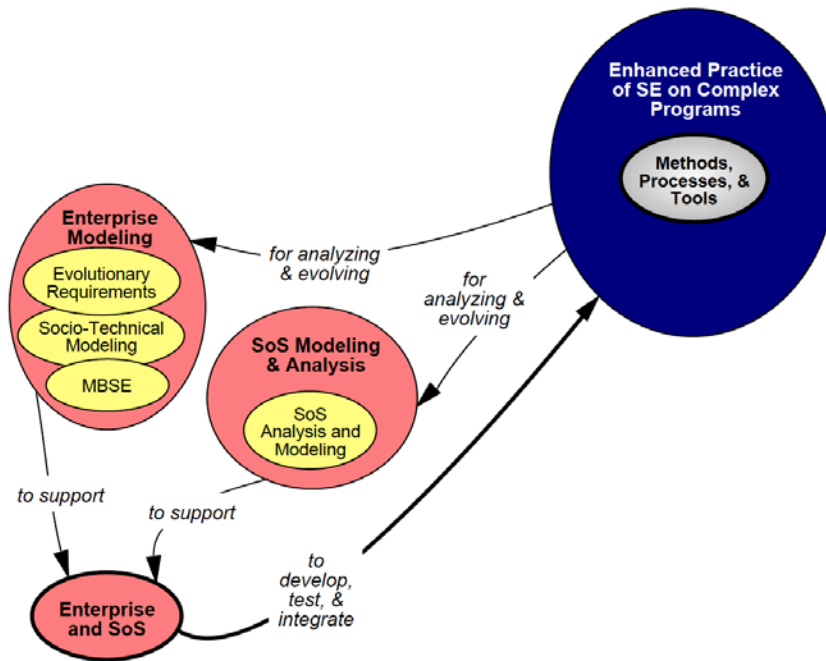 Enhanced Practice
of SE on Complex
Programs
Methods,
Processes, &
Tools
Enterprise
Modeling
Evolutionary
Requirements
Socio-Technical
Modeling
MBSE
for analyzing
& evolving
for
analyzing &
evolving
SoS Modeling
& Analysis
SoS
Analysis and
Modeling
to support
to support
to
develop,
test, &
integrate
Enterprise
and SoS